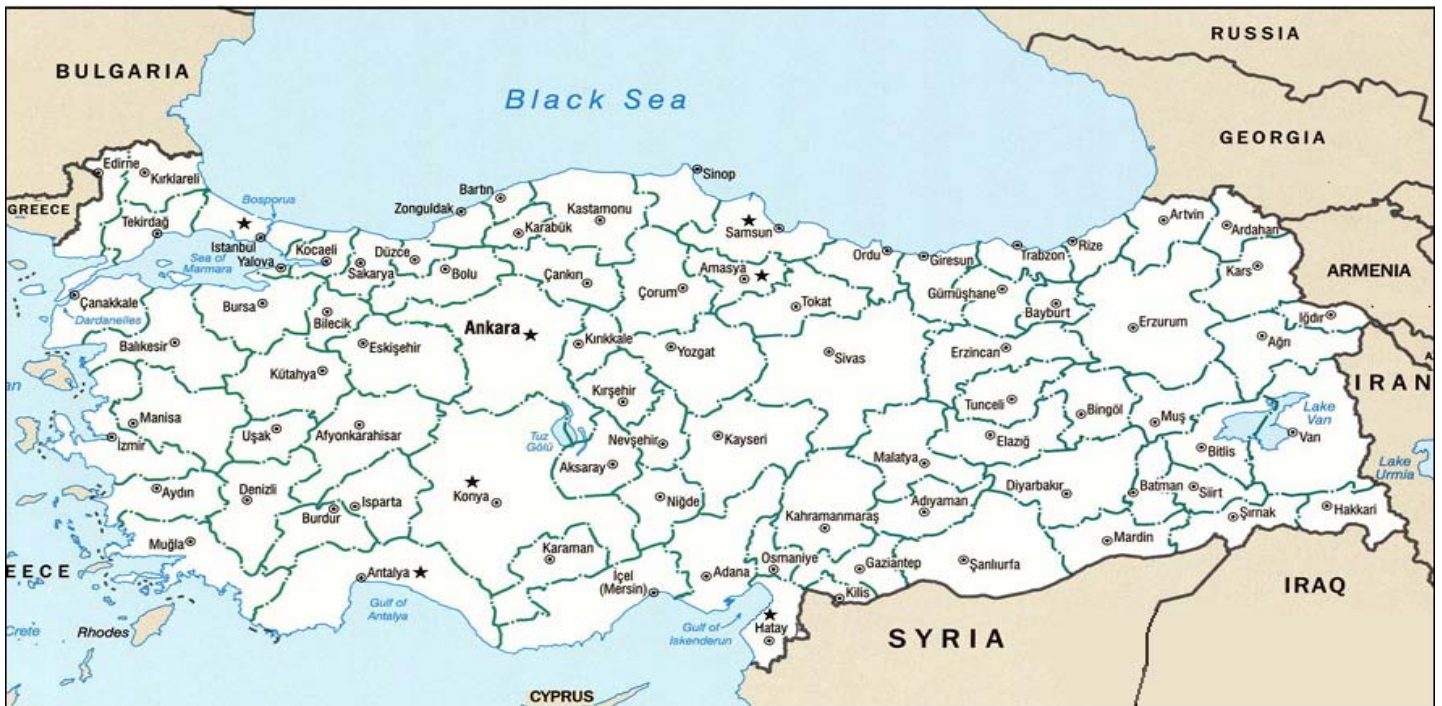 RUSSIA
BULGARIA
Black Sea
GEORGIA
Edirne
Kırklareli
Sinop
Bartın
GREECE
Bosporus
Zonguldak
Kastamonu
Tekirdağ
Samsun
Artvin
Karabük
Ardahan
Istanbul
Kocaeli
Düzce
Rize
Sea of
Marmara
Yalova
Sakarya
Bolu
Ordu
Giresun
Trabzon
Çankırı
Amasya
Kars
ARMENIA
Çanakkale
Bursa
Çorum
Tokat
Gümüşhane
Bayburt
Dardanelles
Bilecik
Iğdır
Ankara
Erzurum
Balıkesir
Eskişehir
Kırıkkale
Yozgat
Sivas
Erzincan
Ağrı
Kütahya
IRAN
Kırşehir
Tunceli
Bingöl
Muş
Lake
Van
Manisa
Uşak
Afyonkarahisar
Tuz
Gölü
Nevşehir
Kayseri
Elazığ
Van
İzmir
Bitlis
Aksaray
Malatya
Lake
Urmia
Aydın
Denizli
Konya
Niğde
Diyarbakır
Batman
Siirt
Isparta
Burdur
Adıyaman
Kahramanmaraş
Şırnak
Hakkari
Muğla
Karaman
Mardin
EECE
Antalya
İçel
(Mersin)
Adana
Osmaniye
Gaziantep
Şanlıurfa
IRAQ
Kilis
Gulf of
Antalya
Crete
Rhodes
Gulf of
Iskenderun
Hatay
SYRIA
CYPRUS